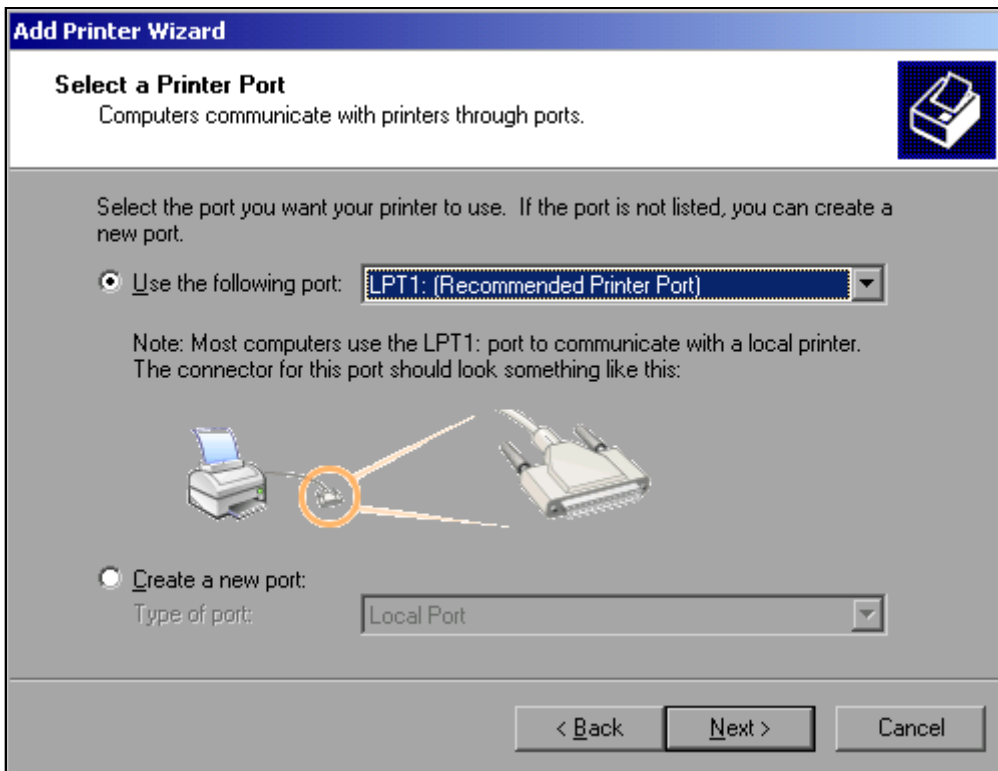 Add Printer Wizard
Select a Printer Port
Computers communicate with printers through ports.
Select the port you want your printer to use.  If the port is not listed, you can create a
new port.
Use the following port: LPT1: (Recommended Printer Port)
Note: Most computers use the LPT1: port to communicate with a local printer.
The connector for this port should look something like this:
Create a new port:
Type of port: Local Port
< Back Next > Cancel